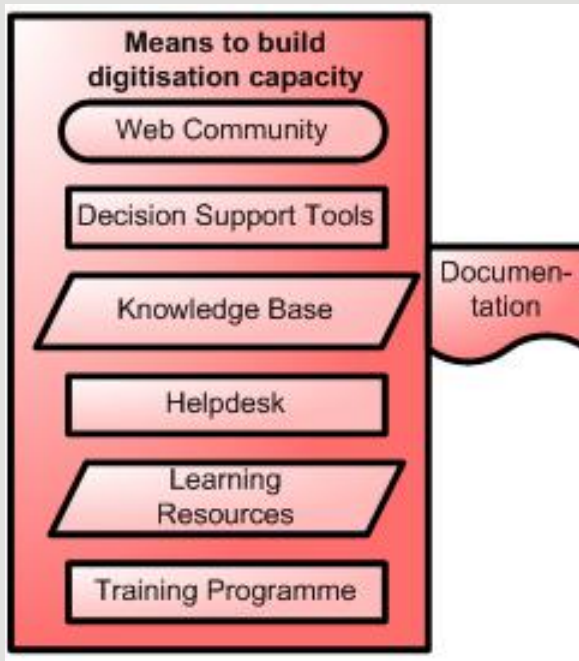 Means to build
digitisation capacity
Web Community
Decision Support Tools
Knowledge Base
Helpdesk
Learning
Resources
Training Programme
Documen-
tation